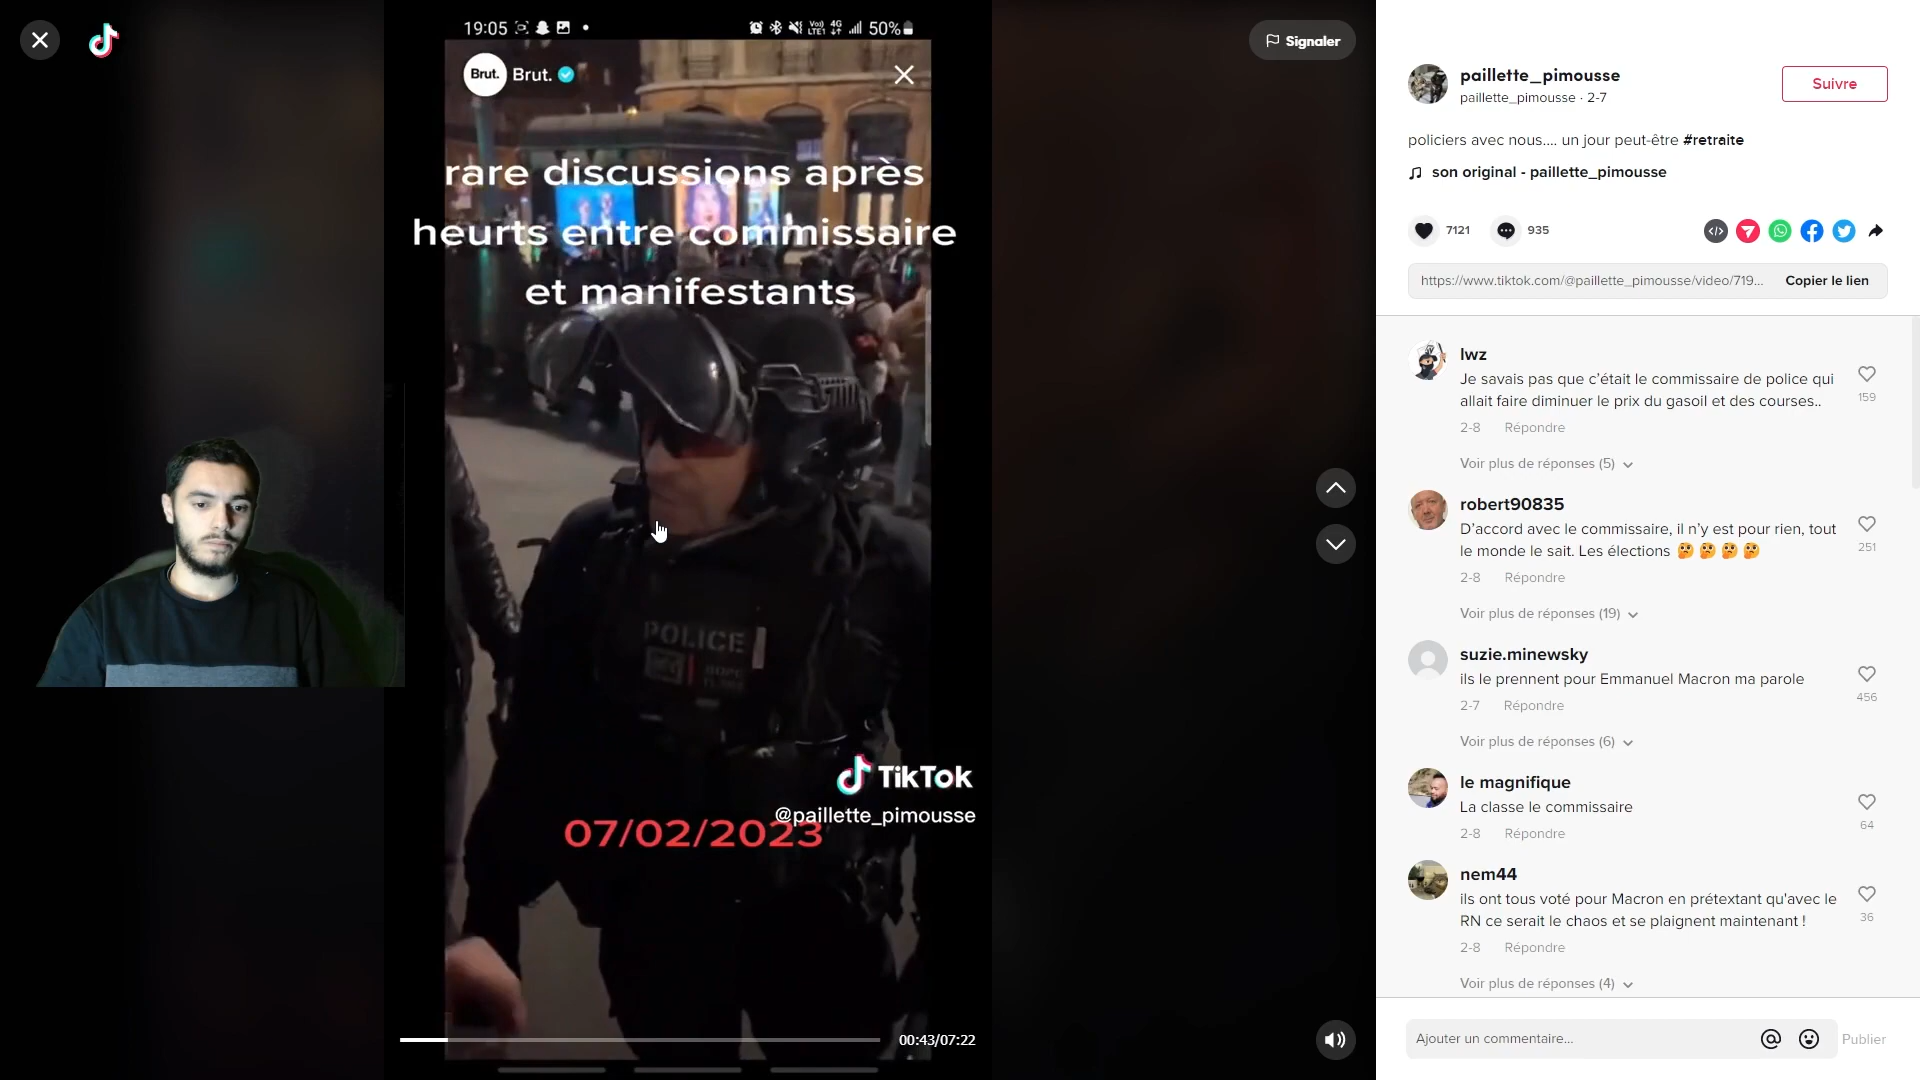 19:05
VoD
LTE1
4G
50%
Brut.
Brut.
rare discussions après
heurts entre commissaire
et manifestants
POLICE
TikTok
@paillette_pimousse
07/02/2023
00:43/07:22
Signaler
paillette_pimousse
paillette_pimousse · 2-7
Suivre
policiers avec nous.... un jour peut-être #retraite
son original - paillette_pimousse
7121
935
https://www.tiktok.com/@paillette_pimousse/video/719...
Copier le lien
lwz
Je savais pas que c'était le commissaire de police qui
allait faire diminuer le prix du gasoil et des courses..
159
2-8 Répondre
Voir plus de réponses (5)
robert90835
D'accord avec le commissaire, il n'y est pour rien, tout
le monde le sait. Les élections 🤔 🤔 🤔 🤔
251
2-8 Répondre
Voir plus de réponses (19)
suzie.minewsky
ils le prennent pour Emmanuel Macron ma parole
456
2-7 Répondre
Voir plus de réponses (6)
le magnifique
La classe le commissaire
64
2-8 Répondre
nem44
ils ont tous voté pour Macron en prétextant qu'avec le
RN ce serait le chaos et se plaignent maintenant !
36
2-8 Répondre
Voir plus de réponses (4)
Ajouter un commentaire...
Publier